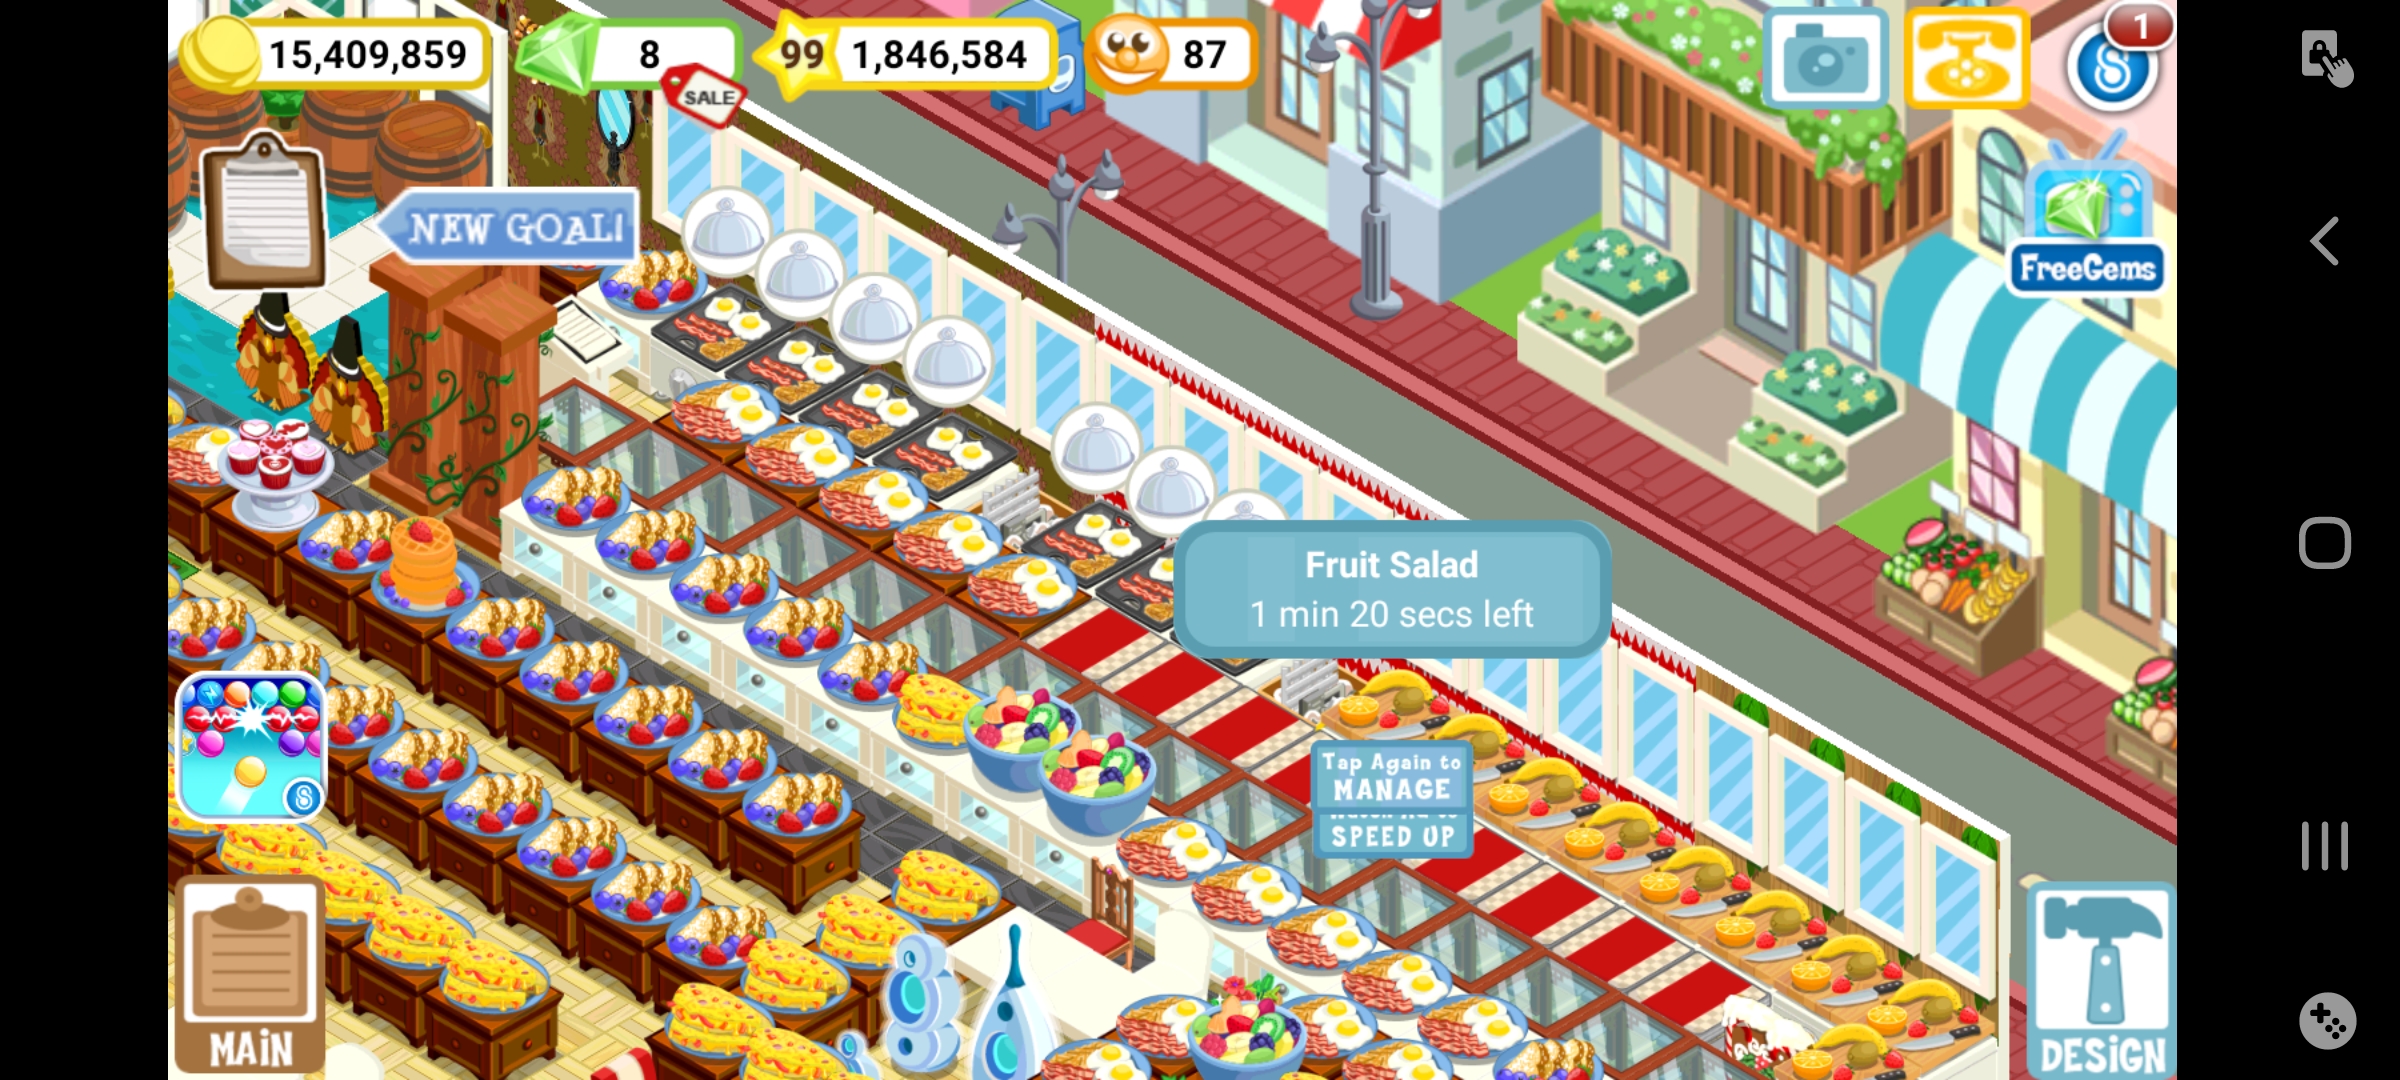 15,409,859
8
SALE
99
1,846,584
87
1
NEW GOAL!
FreeGems
Fruit Salad
1 min 20 secs left
Tap Again to
MANAGE
SPEED UP
MAIN
DESIGN